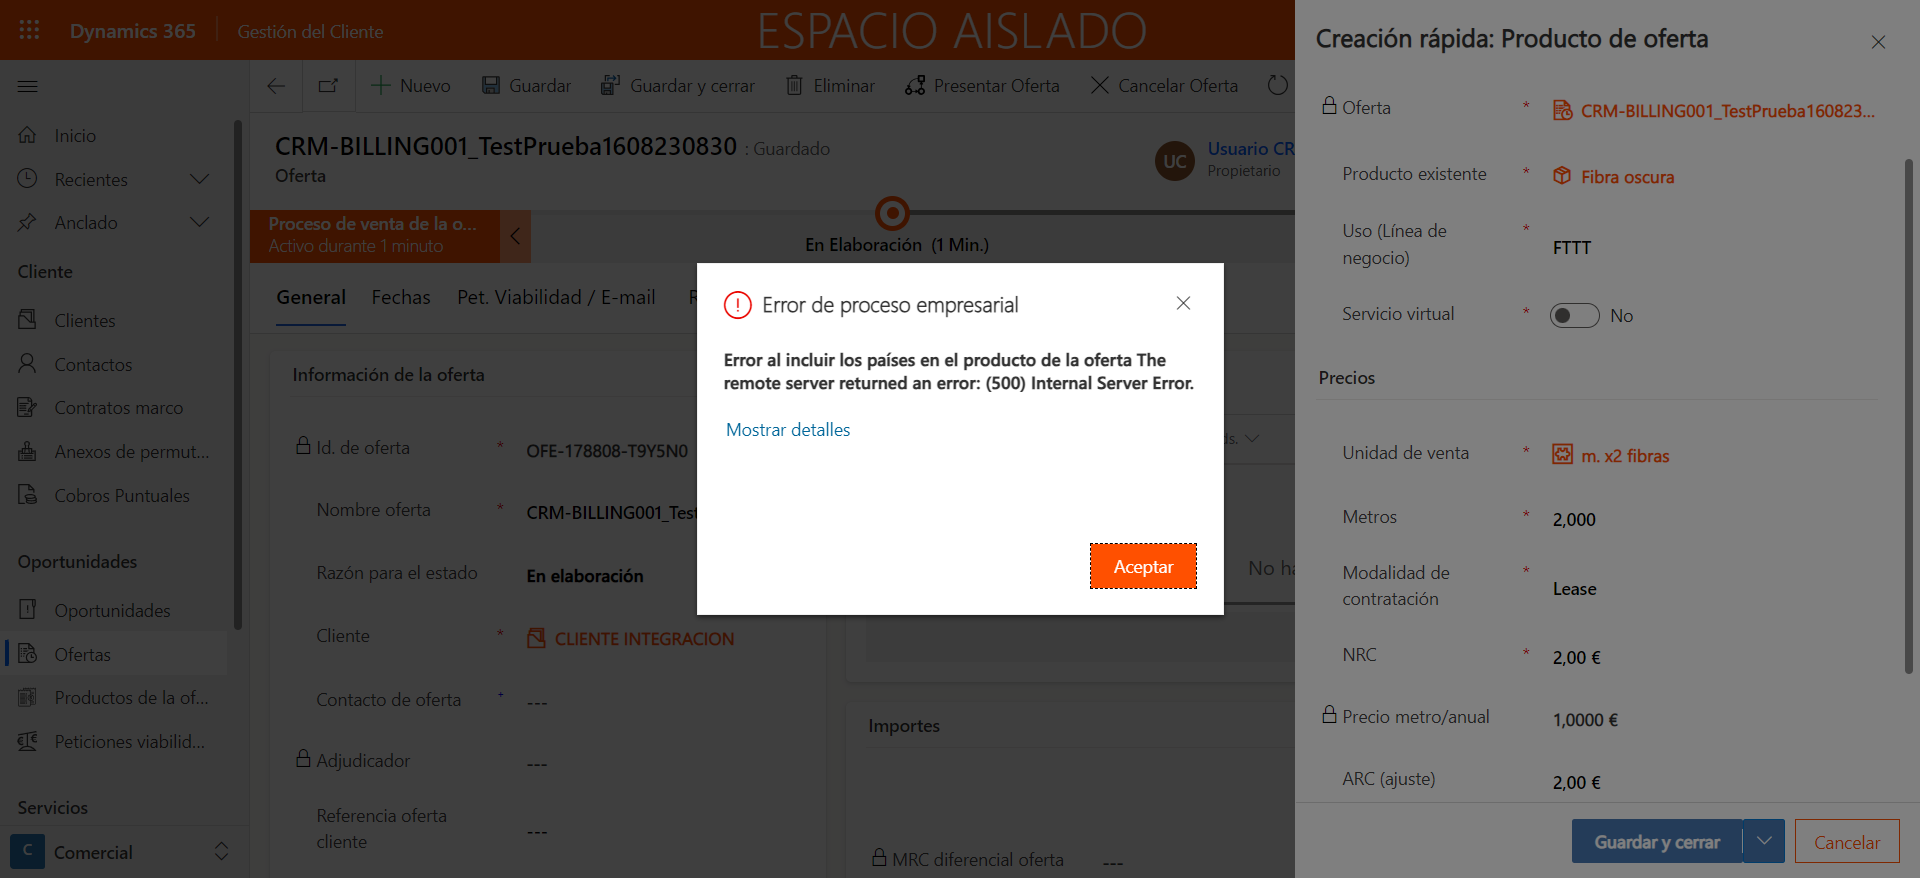 Dynamics 365
Gestión del Cliente
ESPACIO AISLADO
Nuevo
Guardar
Guardar y cerrar
Eliminar
Presentar Oferta
Cancelar Oferta
Inicio
Recientes
Anclado
Cliente
Clientes
Contactos
Contratos marco
Anexos de permut...
Cobros Puntuales
Oportunidades
Oportunidades
Ofertas
Productos de la of...
Peticiones viabilid...
Servicios
C
Comercial
CRM-BILLING001_TestPrueba1608230830 : Guardado
Oferta
UC
Usuario CR
Propietario
Proceso de venta de la o...
Activo durante 1 minuto
En Elaboración (1 Min.)
General
Fechas
Pet. Viabilidad / E-mail
Información de la oferta
Id. de oferta * OFE-178808-T9Y5N0
Nombre oferta * CRM-BILLING001_Test
Razón para el estado En elaboración
Cliente * CLIENTE INTEGRACION
Contacto de oferta + ---
Adjudicador ---
Referencia oferta
cliente ---
ds.
No ha
Importes
MRC diferencial oferta ---
Error de proceso empresarial
Error al incluir los países en el producto de la oferta The
remote server returned an error: (500) Internal Server Error.
Mostrar detalles
Aceptar
Creación rápida: Producto de oferta
Oferta * CRM-BILLING001_TestPrueba160823...
Producto existente * Fibra oscura
Uso (Línea de
negocio) * FTTT
Servicio virtual * No
Precios
Unidad de venta * m. x2 fibras
Metros * 2,000
Modalidad de
contratación * Lease
NRC * 2,00 €
Precio metro/anual 1,0000 €
ARC (ajuste) 2,00 €
Guardar y cerrar
Cancelar